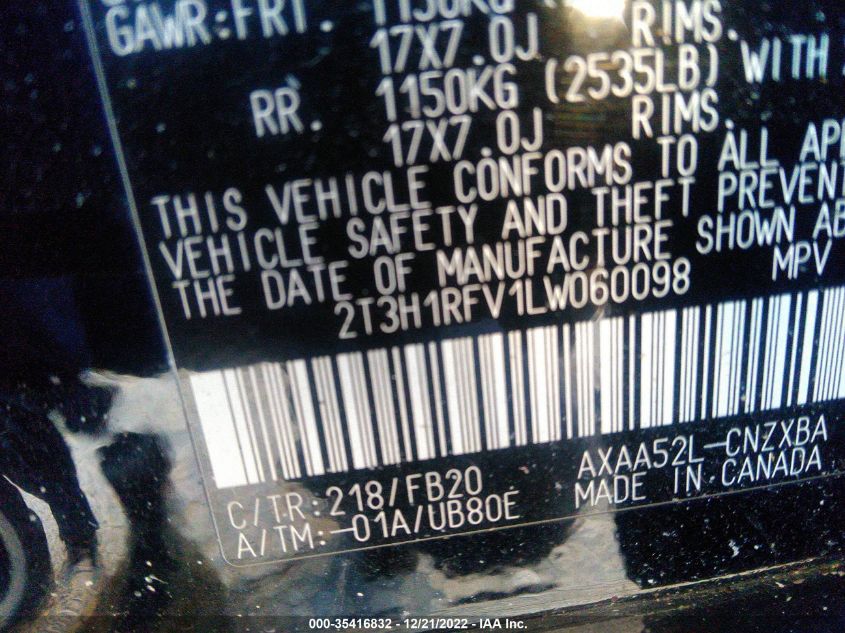 GAWR:FRT. 1150KG
17X7.0J RIMS.
RR. 1150KG (2535LB) WITH
17X7.0J RIMS.
THIS VEHICLE CONFORMS TO ALL
VEHICLE SAFETY AND THEFT
THE DATE OF MANUFACTURE SHOWN
2T3H1RFV1LW060098 MPV
C/TR:218/FB20 AXAA52L-CNZXBA
A/TM:-01A/UB80E MADE IN CANADA
000-35416832 - 12/21/2022 - IAA Inc.